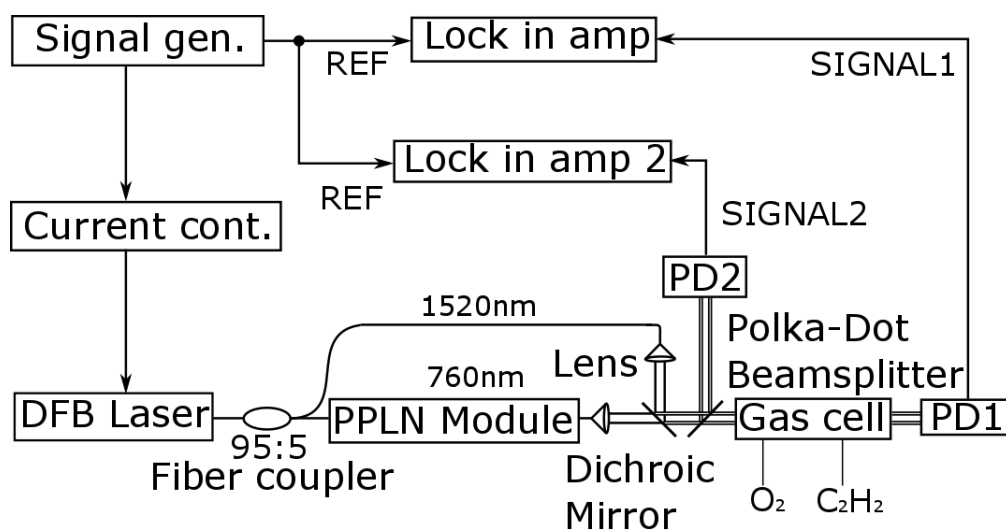 Signal gen.
Lock in amp
REF
SIGNAL1
Lock in amp 2
REF
Current cont.
SIGNAL2
PD2
1520nm
Polka-Dot
Beamsplitter
Lens
760nm
DFB Laser
PPLN Module
Gas cell
PD1
95:5
Fiber coupler
Dichroic
Mirror
O₂
C₂H₂